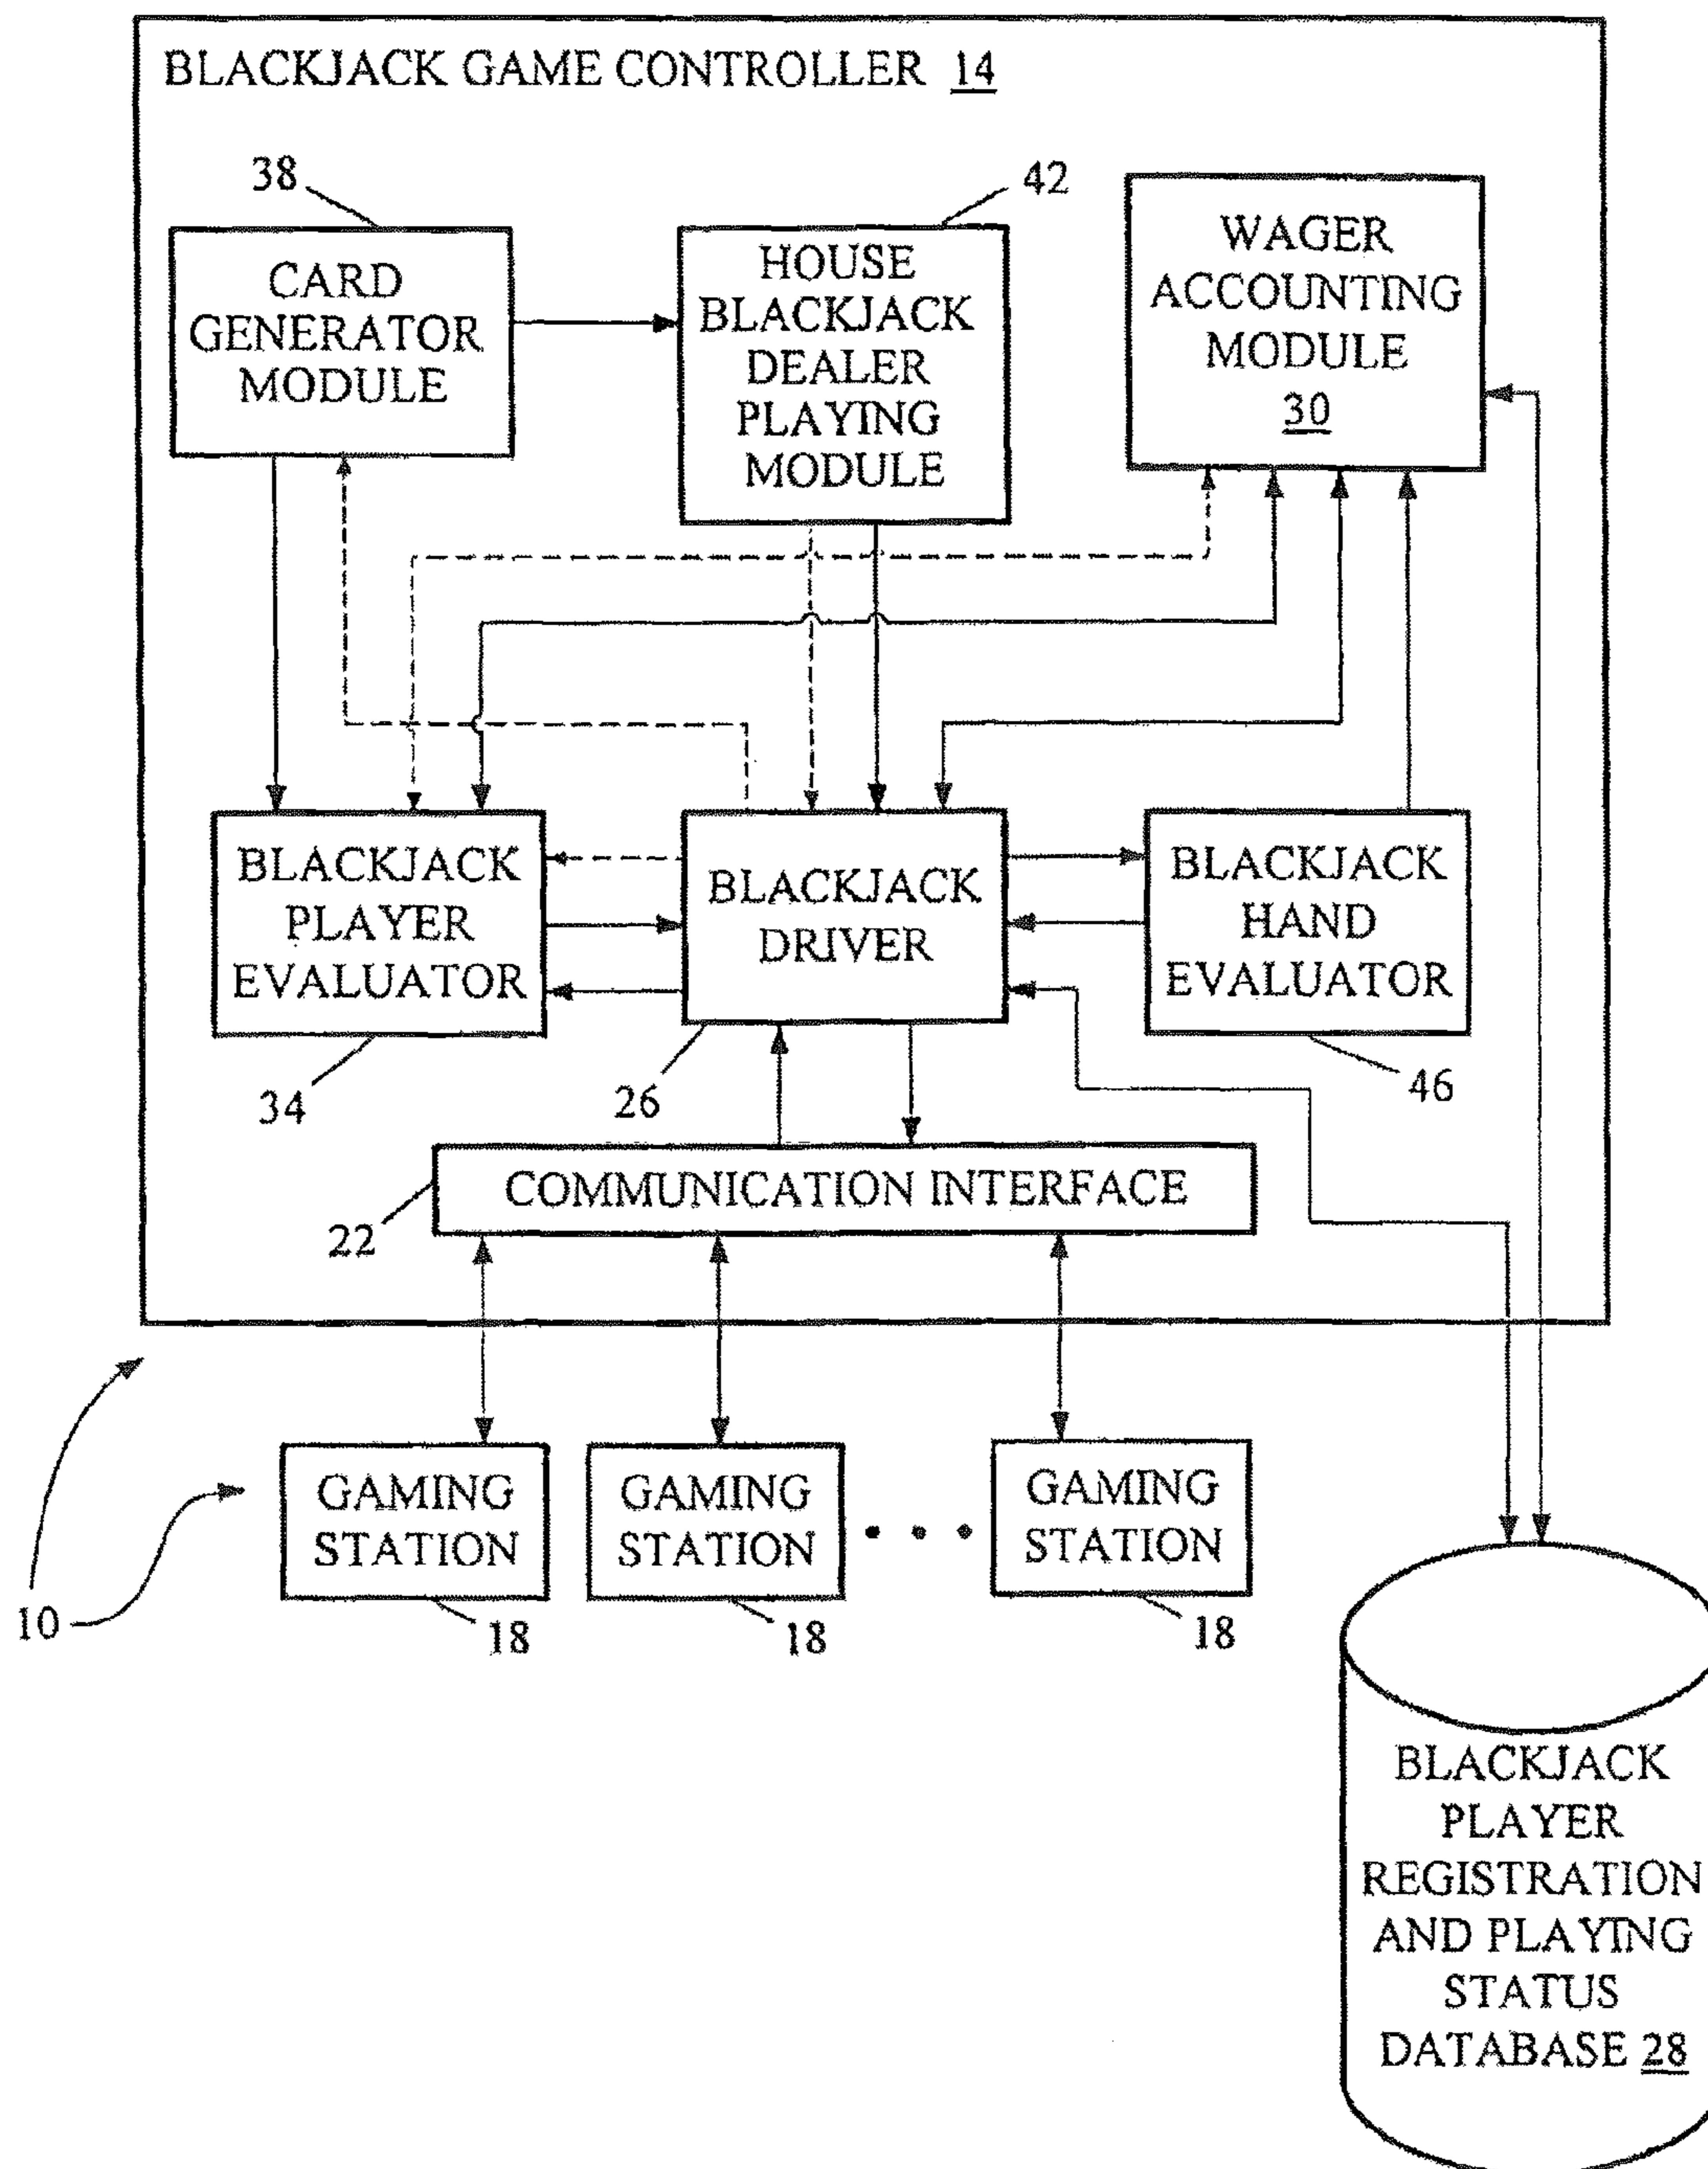 BLACKJACK GAME CONTROLLER 14
38
42
CARD
GENERATOR
MODULE
HOUSE
BLACKJACK
DEALER
PLAYING
MODULE
WAGER
ACCOUNTING
MODULE
30
BLACKJACK
PLAYER
EVALUATOR
BLACKJACK
DRIVER
BLACKJACK
HAND
EVALUATOR
34
26
46
COMMUNICATION INTERFACE
22
GAMING
STATION
GAMING
STATION
GAMING
STATION
10
18
18
18
BLACKJACK
PLAYER
REGISTRATION
AND PLAYING
STATUS
DATABASE 28